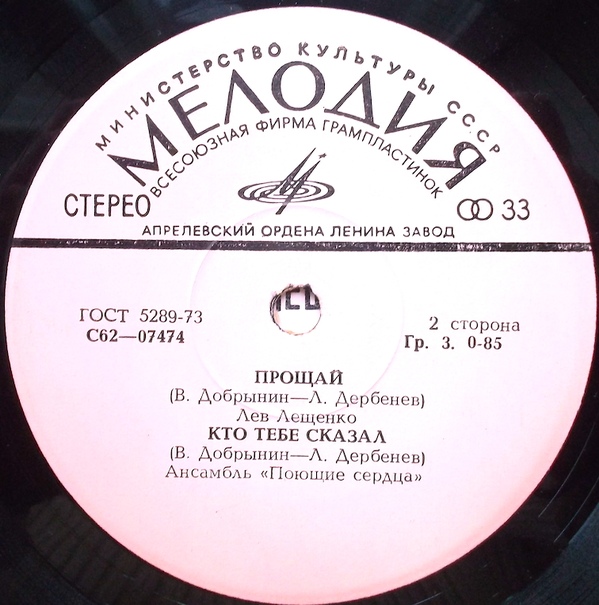 МИНИСТЕРСТВО КУЛЬТУРЫ СССР
МЕЛОДИЯ
ВСЕСОЮЗНАЯ ФИРМА ГРАМПЛАСТИНОК
СТЕРЕО
33
АПРЕЛЕВСКИЙ ОРДЕНА ЛЕНИНА ЗАВОД
ГОСТ 5289-73
С62—07474
2 сторона
Гр. 3. 0-85
ПРОЩАЙ
(В. Добрынин—Л. Дербенев)
Лев Лещенко
КТО ТЕБЕ СКАЗАЛ
(В. Добрынин—Л. Дербенев)
Ансамбль «Поющие сердца»